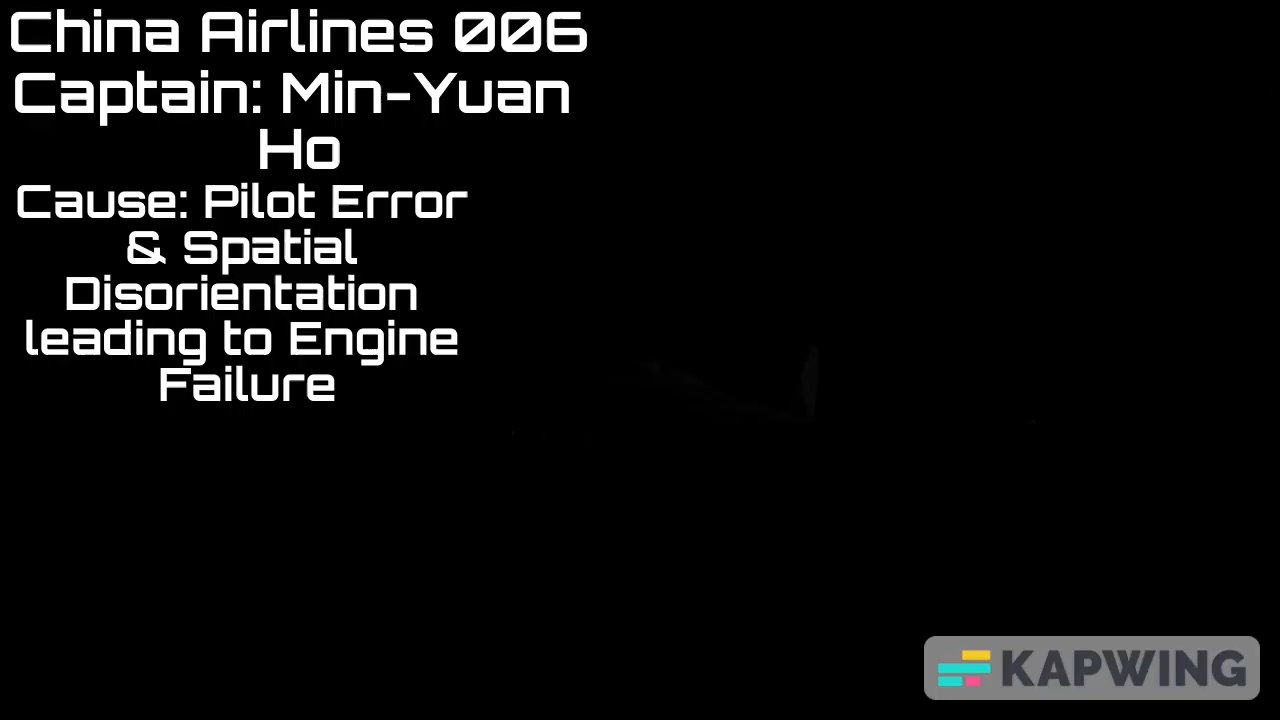 China Airlines 006
Captain: Min-Yuan
Ho
Cause: Pilot Error
& Spatial
Disorientation
leading to Engine
Failure
KAPWING